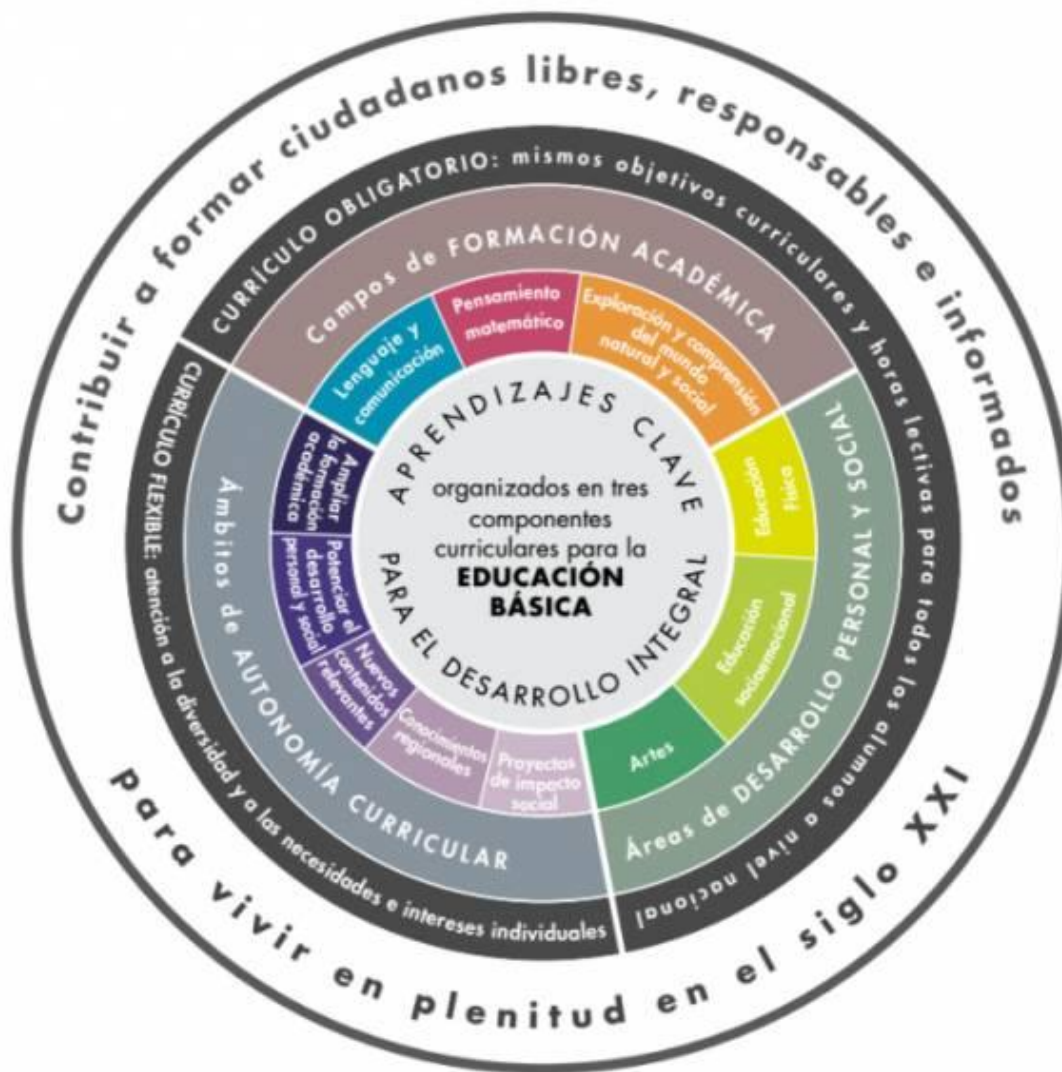 Contribuir a formar ciudadanos libres, responsables e informados
para vivir en plenitud en el siglo XXI
CURRÍCULO OBLIGATORIO: mismos objetivos curriculares y horas lectivas para todos los alumnos a nivel nacional
CURRÍCULO FLEXIBLE: atención a la diversidad y a las necesidades e intereses individuales
Campos de FORMACIÓN ACADÉMICA
Lenguaje y
comunicación
Pensamiento
matemático
Exploración y comprensión
del mundo
natural y social
Áreas de DESARROLLO PERSONAL Y SOCIAL
Educación
Física
Educación
socioemocional
Artes
Ámbitos de AUTONOMÍA CURRICULAR
Ampliar
la formación
académica
Potenciar el
desarrollo
personal y social
Nuevos
contenidos
relevantes
Conocimientos
regionales
Proyectos
de impacto
social
APRENDIZAJES CLAVE
organizados en tres
componentes
curriculares para la
EDUCACIÓN
BÁSICA
PARA EL DESARROLLO INTEGRAL